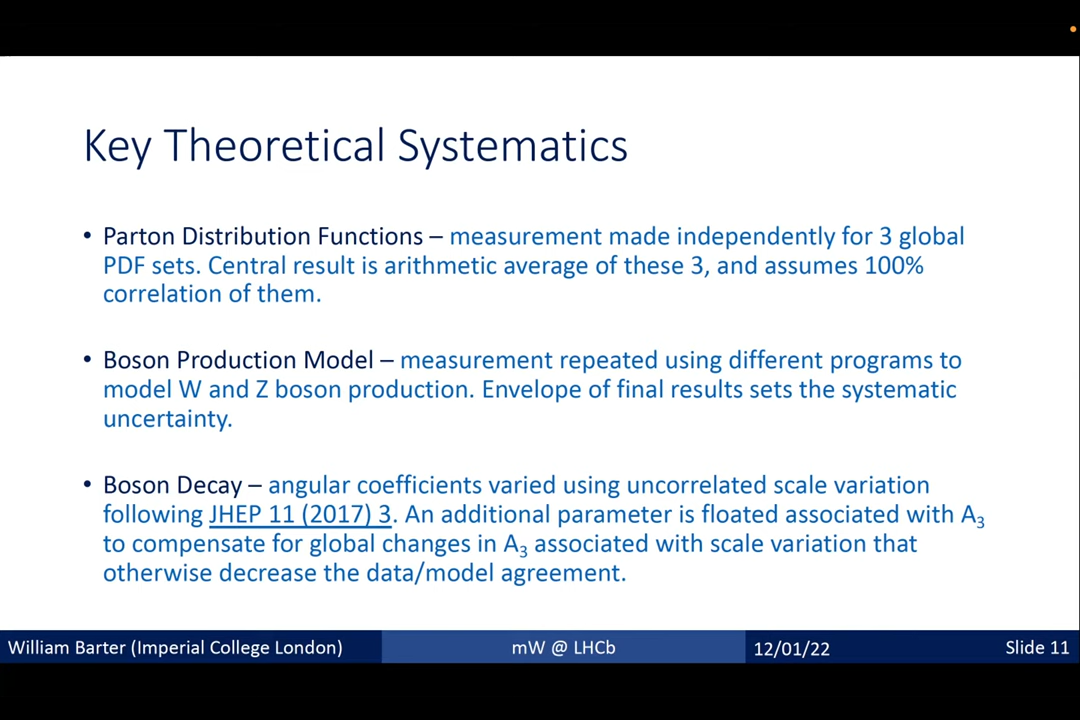 Key Theoretical Systematics
• Parton Distribution Functions – measurement made independently for 3 global
PDF sets. Central result is arithmetic average of these 3, and assumes 100%
correlation of them.
• Boson Production Model – measurement repeated using different programs to
model W and Z boson production. Envelope of final results sets the systematic
uncertainty.
• Boson Decay – angular coefficients varied using uncorrelated scale variation
following JHEP 11 (2017) 3. An additional parameter is floated associated with A₃
to compensate for global changes in A₃ associated with scale variation that
otherwise decrease the data/model agreement.
William Barter (Imperial College London) mW @ LHCb 12/01/22 Slide 11